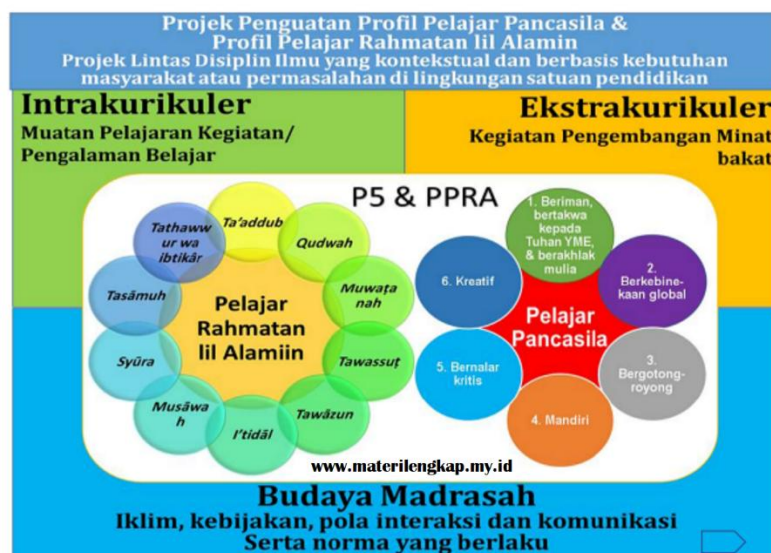 Projek Penguatan Profil Pelajar Pancasila &
Profil Pelajar Rahmatan lil Alamin
Projek Lintas Disiplin Ilmu yang kontekstual dan berbasis kebutuhan
masyarakat atau permasalahan di lingkungan satuan pendidikan
Intrakurikuler
Muatan Pelajaran Kegiatan/
Pengalaman Belajar
Ekstrakurikuler
Kegiatan Pengembangan Minat
bakat
P5 & PPRA
Ta'addub
Qudwah
Muwaṭa
nah
Tawassuṭ
Tawāzun
I'tidāl
Musāwa
h
Syūra
Tasāmuh
Tathaww
ur wa
ibtikâr
Pelajar
Rahmatan
lil Alamiin
1. Beriman,
bertakwa
kepada
Tuhan YME,
& berakhlak
mulia
2.
Berkebine-
kaan global
3.
Bergotong-
royong
4. Mandiri
5. Bernalar
kritis
6. Kreatif
Pelajar
Pancasila
www.materilengkap.my.id
Budaya Madrasah
Iklim, kebijakan, pola interaksi dan komunikasi
Serta norma yang berlaku